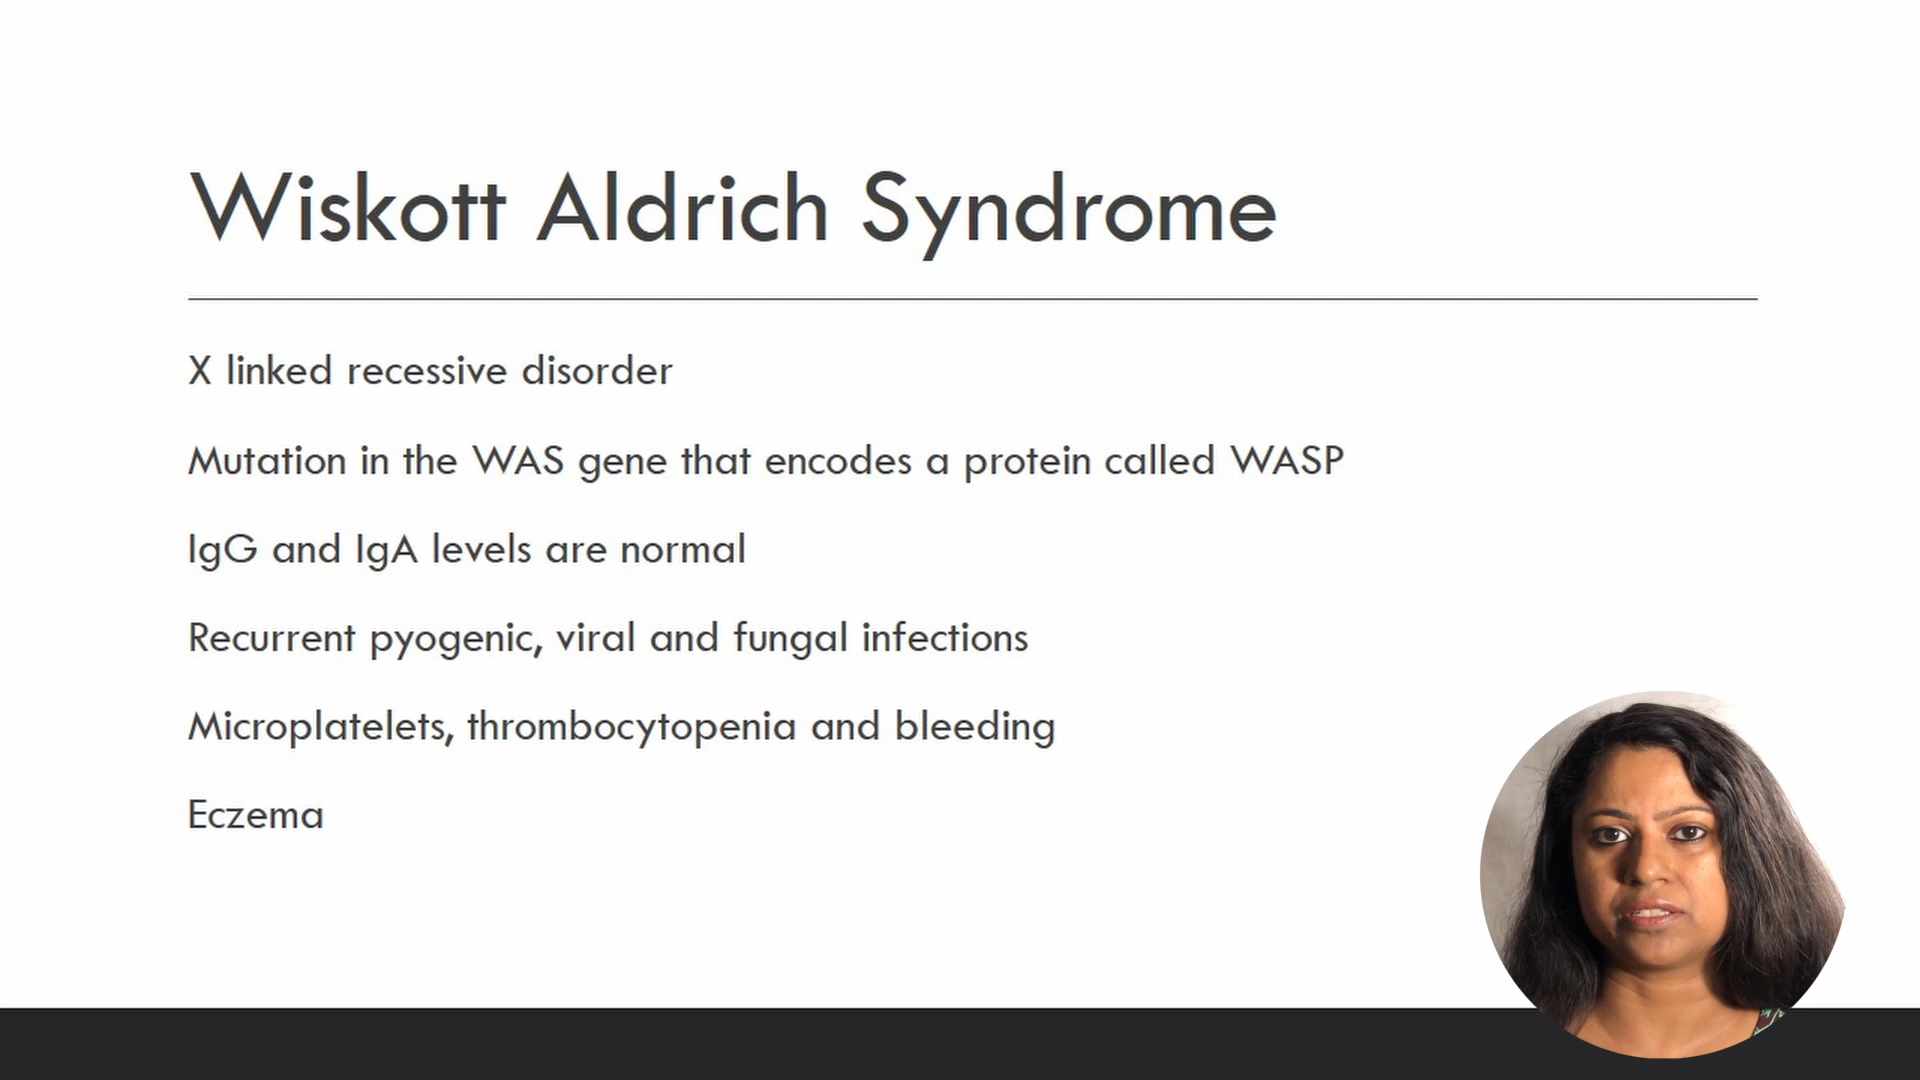 Wiskott Aldrich Syndrome
X linked recessive disorder
Mutation in the WAS gene that encodes a protein called WASP
IgG and IgA levels are normal
Recurrent pyogenic, viral and fungal infections
Microplatelets, thrombocytopenia and bleeding
Eczema